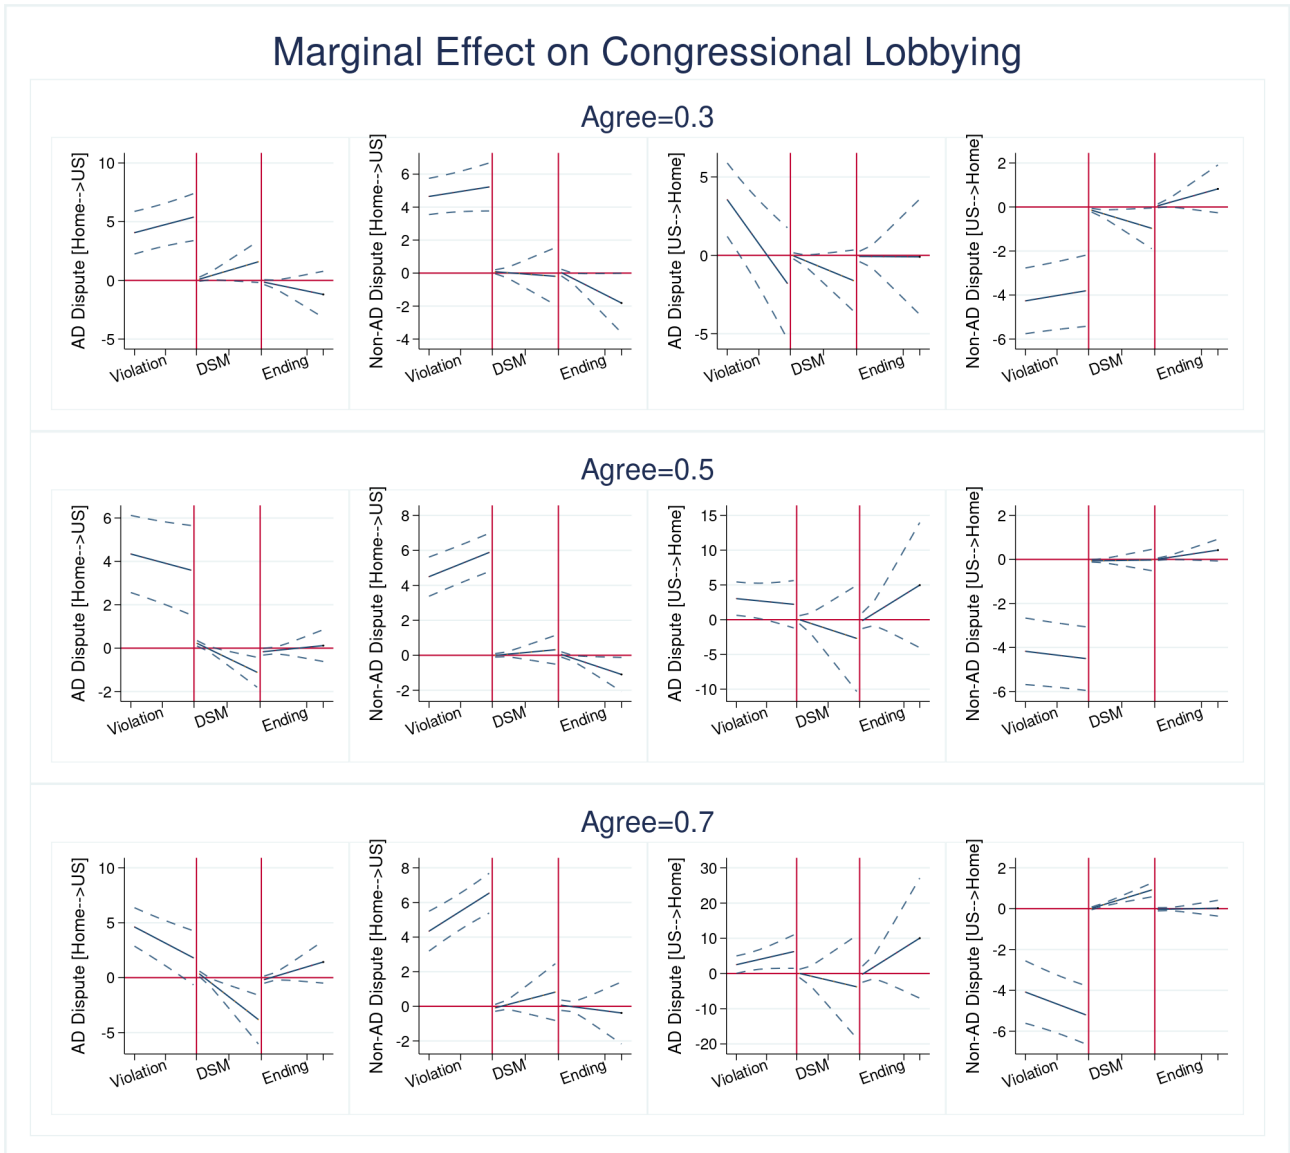 Marginal Effect on Congressional Lobbying
Agree=0.3
AD Dispute [Home-->US]
10
5
0
-5
Violation
DSM
Ending
Non-AD Dispute [Home-->US]
6
4
2
0
-2
-4
Violation
DSM
Ending
AD Dispute [US-->Home]
5
0
-5
Violation
DSM
Ending
Non-AD Dispute [US-->Home]
2
0
-2
-4
-6
Violation
DSM
Ending
Agree=0.5
AD Dispute [Home-->US]
6
4
2
0
-2
Violation
DSM
Ending
Non-AD Dispute [Home-->US]
8
6
4
2
0
-2
Violation
DSM
Ending
AD Dispute [US-->Home]
15
10
5
0
-5
-10
Violation
DSM
Ending
Non-AD Dispute [US-->Home]
2
0
-2
-4
-6
Violation
DSM
Ending
Agree=0.7
AD Dispute [Home-->US]
10
5
0
-5
Violation
DSM
Ending
Non-AD Dispute [Home-->US]
8
6
4
2
0
-2
Violation
DSM
Ending
AD Dispute [US-->Home]
30
20
10
0
-10
-20
Violation
DSM
Ending
Non-AD Dispute [US-->Home]
2
0
-2
-4
-6
Violation
DSM
Ending